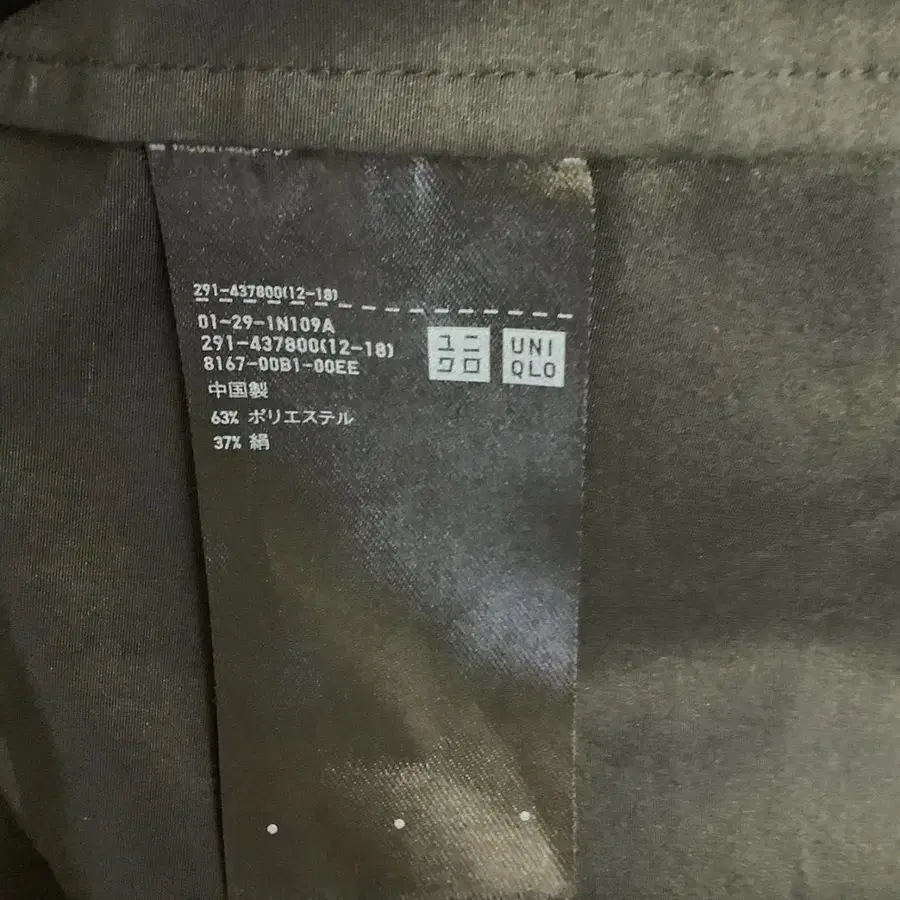 291-437800(12-18)
01-29-1N109A
291-437800(12-18)
8167-00B1-00EE
ユニ
クロ
UNI
QLO
中国製
63% ポリエステル
37% 絹